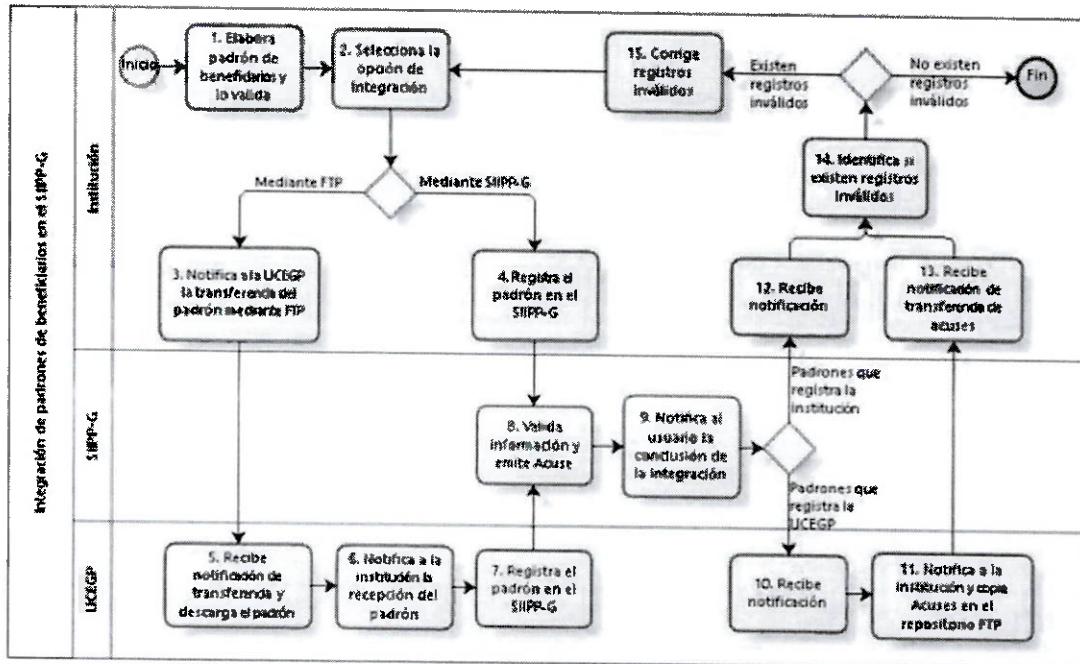 Integración de padrones de beneficiarios en el SIIPP-G
Institución
Inicio
1. Elabora
padrón de
beneficiarios y
lo valida
2. Selecciona la
opción de
integración
15. Corrige
registros
inválidos
Existen
registros
inválidos
No existen
registros
inválidos
Fin
14. Identifica si
existen registros
inválidos
Mediante FTP
Mediante SIIPP-G
3. Notifica a la UCEGP
la transferenda del
padrón mediante FTP
4. Registra el
padrón en el
SIIPP-G
12. Recibe
notificación
13. Recibe
notificación de
transferenda de
acuses
SIIPP-G
Padrones que
registra la
institución
8. Valida
información y
emite Acuse
9. Notifica al
usuario la
conclusión de
la integración
Padrones que
registra la
UCEGP
UCEGP
5. Recibe
notificación de
transferencia y
descarga el padrón
6. Notifica a la
institución la
recepción del
padrón
7. Registra el
padrón en el
SIIPP-G
10. Recibe
notificación
11. Notifica a la
institución y copia
Acuses en el
repositorio FTP